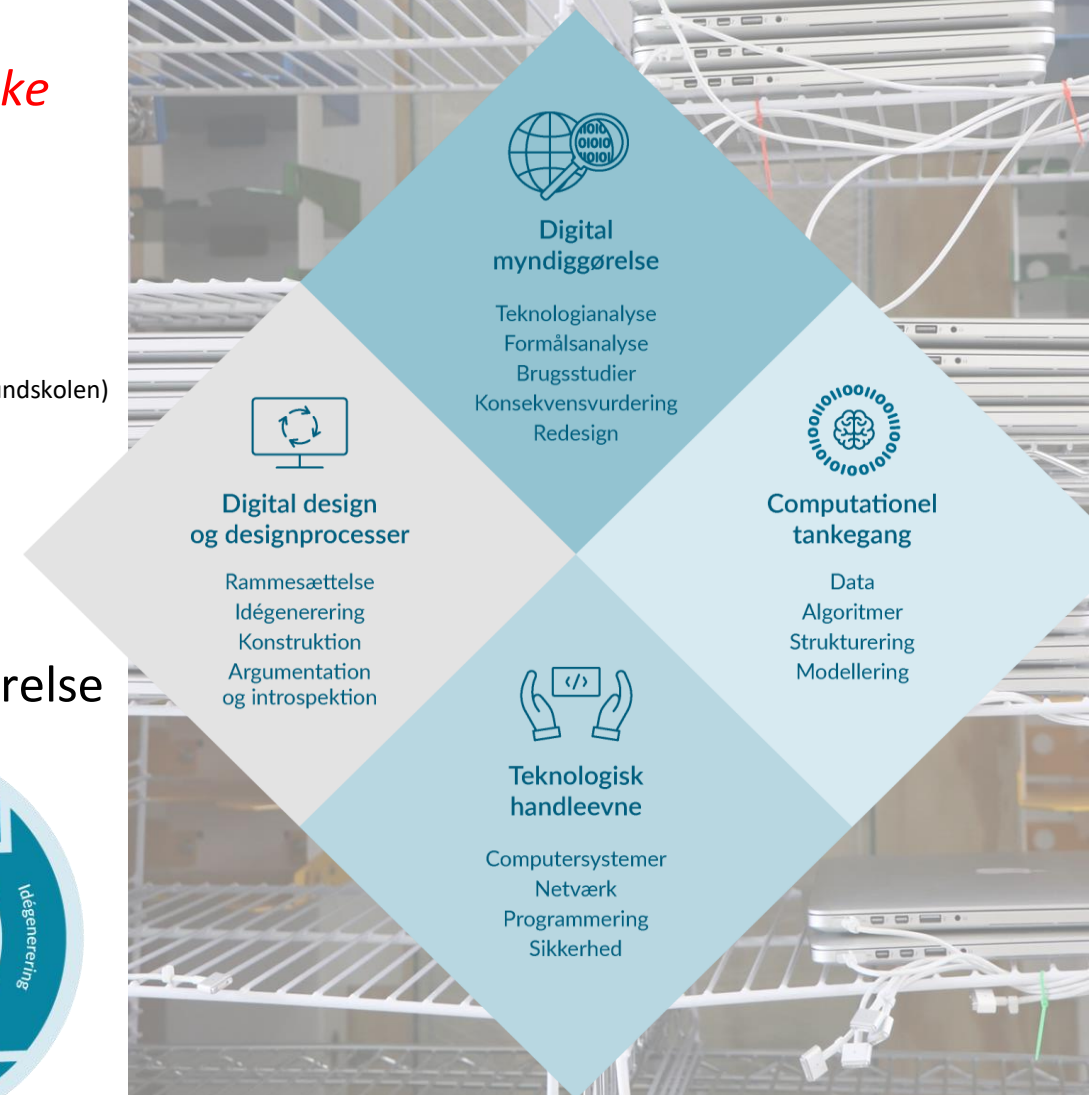 ke
ndskolen)
relse
Idégenerering
Digital
myndiggørelse
Teknologianalyse
Formålsanalyse
Brugsstudier
Konsekvensvurdering
Redesign
Digital design
og designprocesser
Rammesættelse
Idégenerering
Konstruktion
Argumentation
og introspektion
Computationel
tankegang
Data
Algoritmer
Strukturering
Modellering
</>
Teknologisk
handleevne
Computersystemer
Netværk
Programmering
Sikkerhed